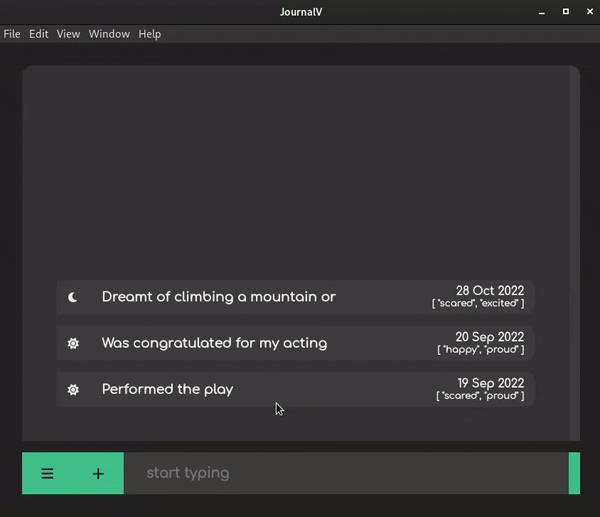 JournalV
File Edit View Window Help
Dreamt of climbing a mountain or
28 Oct 2022
[ "scared", "excited" ]
Was congratulated for my acting
20 Sep 2022
[ "happy", "proud" ]
Performed the play
19 Sep 2022
[ "scared", "proud" ]
start typing